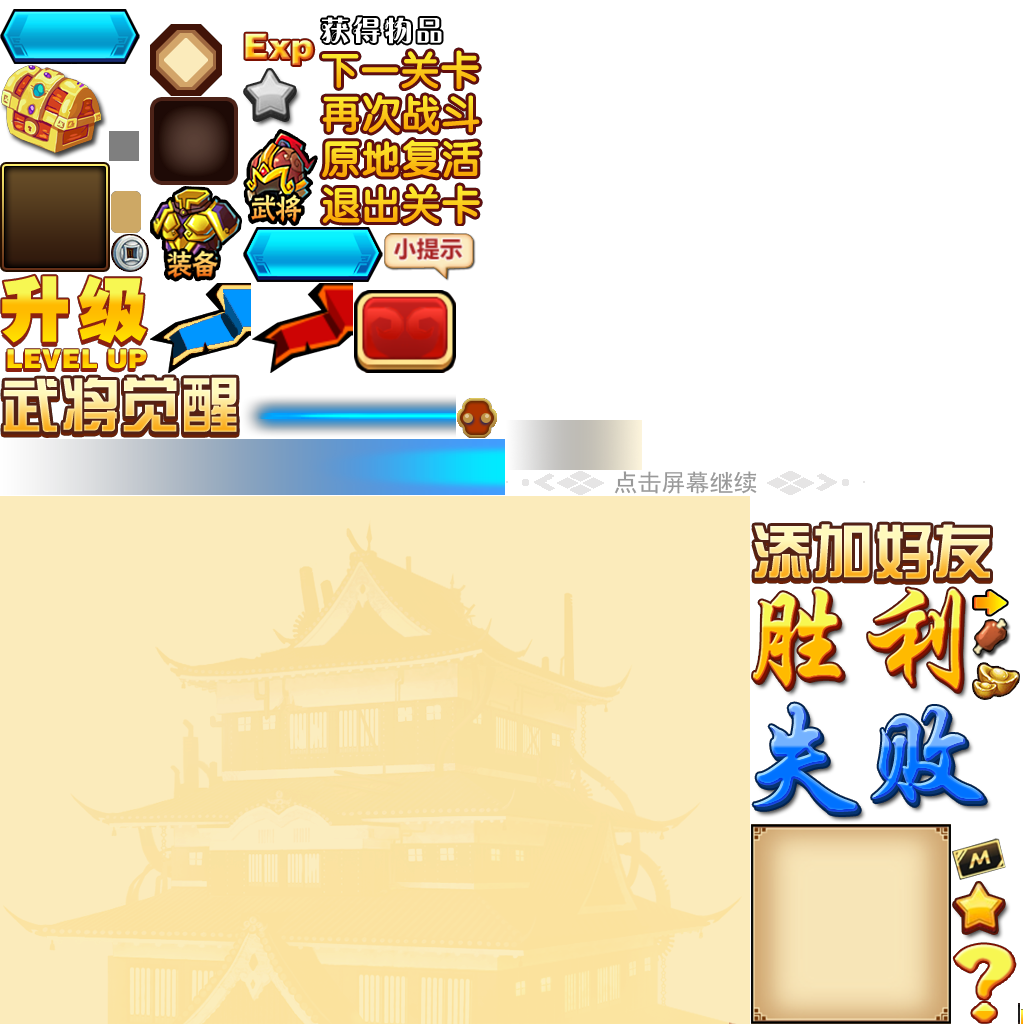 获得物品
Exp
下一关卡
再次战斗
原地复活
退出关卡
武将
小提示
装备
升级
LEVEL UP
武将觉醒
点击屏幕继续
添加好友
胜利
失败
M
?